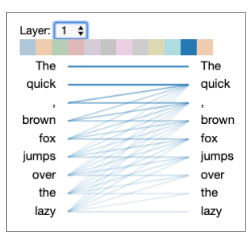 Layer: 1
The The
quick quick
, ,
brown brown
fox fox
jumps jumps
over over
the the
lazy lazy